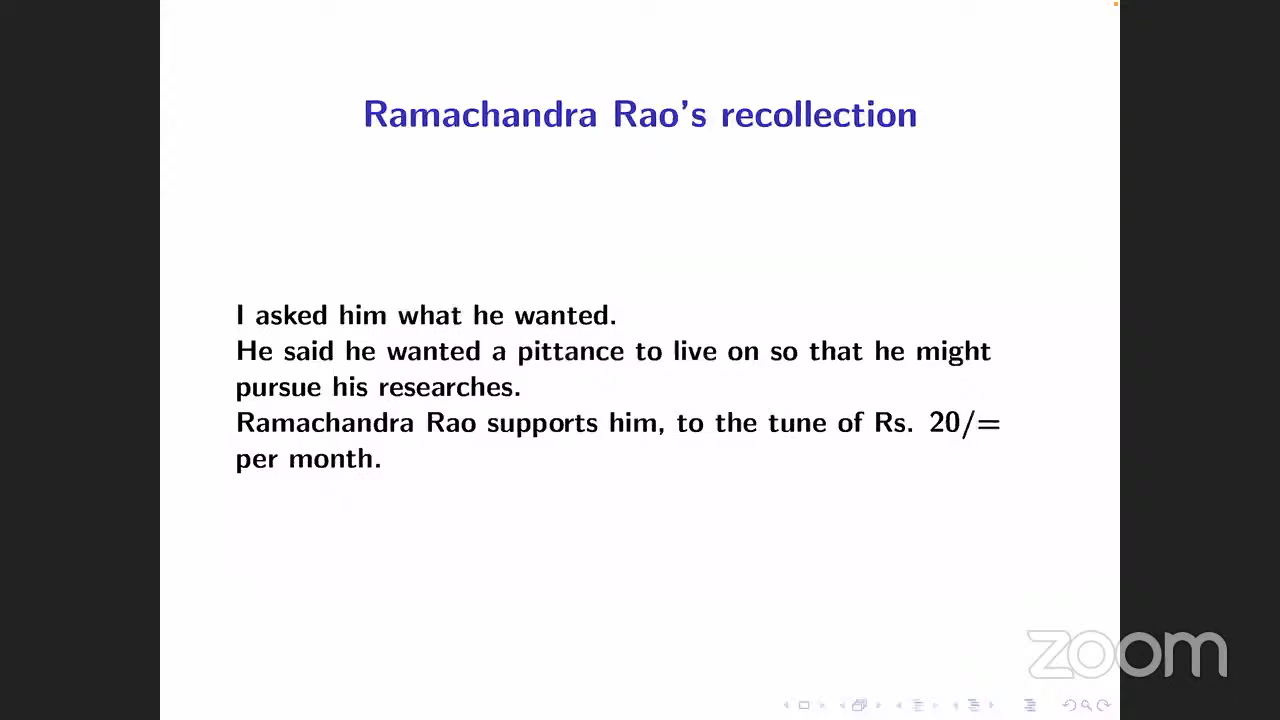 Ramachandra Rao's recollection
I asked him what he wanted.
He said he wanted a pittance to live on so that he might
pursue his researches.
Ramachandra Rao supports him, to the tune of Rs. 20/=
per month.
zoom